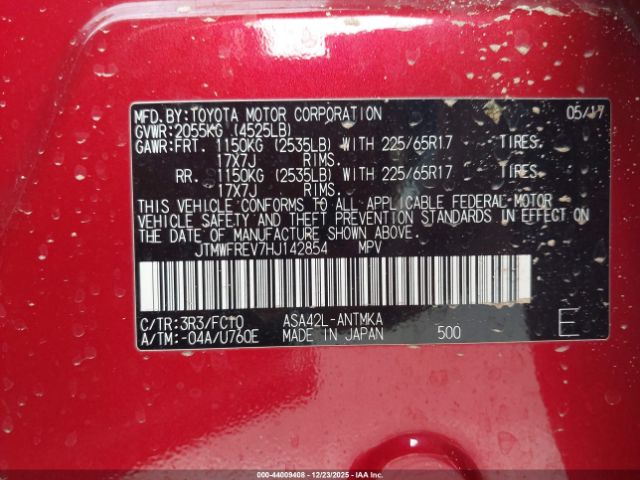 MFD.BY:TOYOTA MOTOR CORPORATION 05/17
GVWR:2055KG (4525LB)
GAWR:FRT. 1150KG (2535LB) WITH 225/65R17 TIRES,
17X7J RIMS.
RR. 1150KG (2535LB) WITH 225/65R17 TIRES,
17X7J RIMS.
THIS VEHICLE CONFORMS TO ALL APPLICABLE FEDERAL MOTOR
VEHICLE SAFETY AND THEFT PREVENTION STANDARDS IN EFFECT ON
THE DATE OF MANUFACTURE SHOWN ABOVE.
JTMWFREV7HJ142854 MPV
C/TR:3R3/FC10 ASA42L-ANTMKA
A/TM:-04A/U760E MADE IN JAPAN 500 E
000-44009408 - 12/23/2025 - IAAI.COM